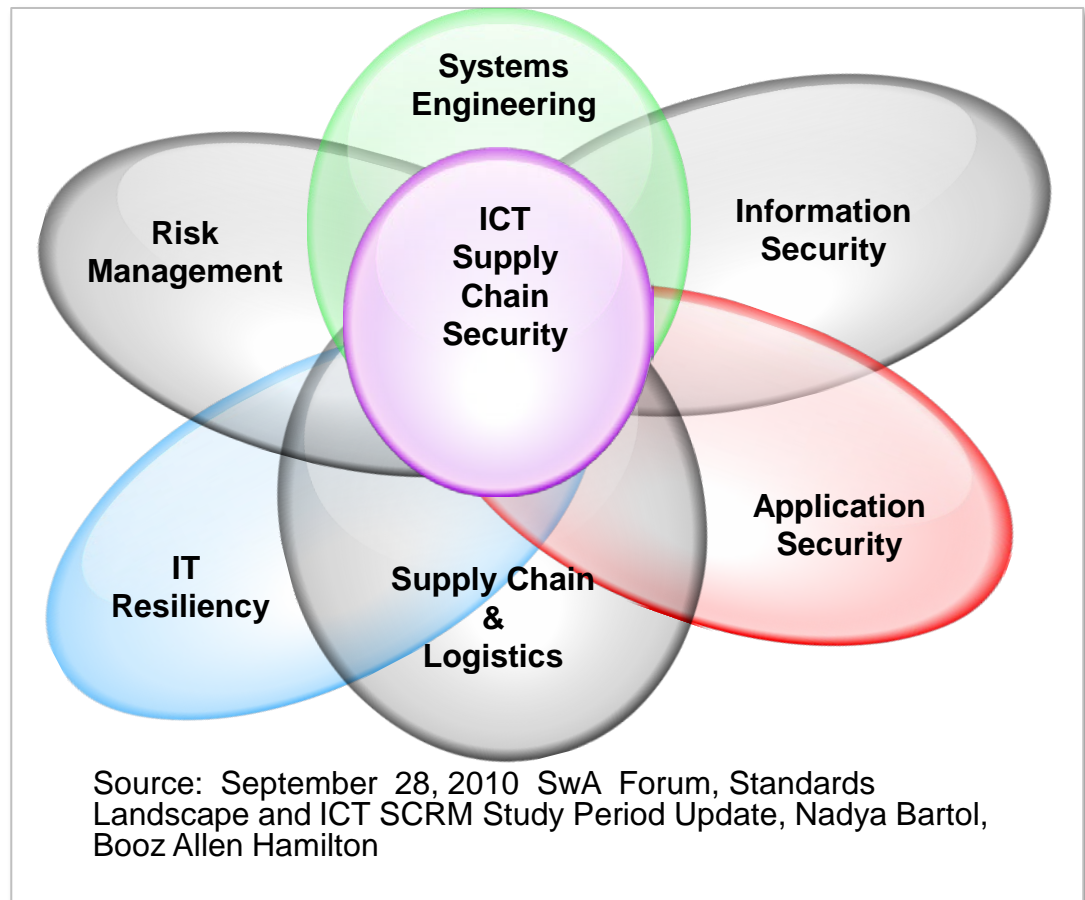 Systems
Engineering
ICT
Supply
Chain
Security
Information
Security
Risk
Management
Application
Security
IT
Resiliency
Supply Chain
&
Logistics
Source: September 28, 2010 SwA Forum, Standards
Landscape and ICT SCRM Study Period Update, Nadya Bartol,
Booz Allen Hamilton